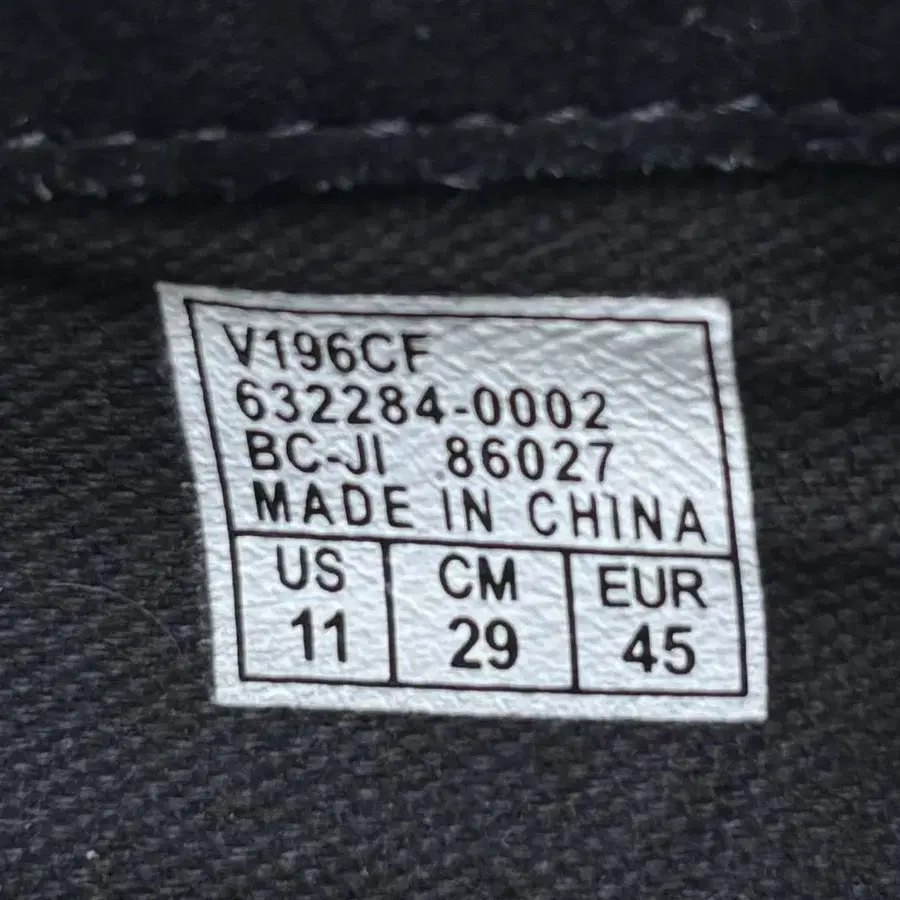 V196CF
632284-0002
BC-JI 86027
MADE IN CHINA
US CM EUR
11 29 45